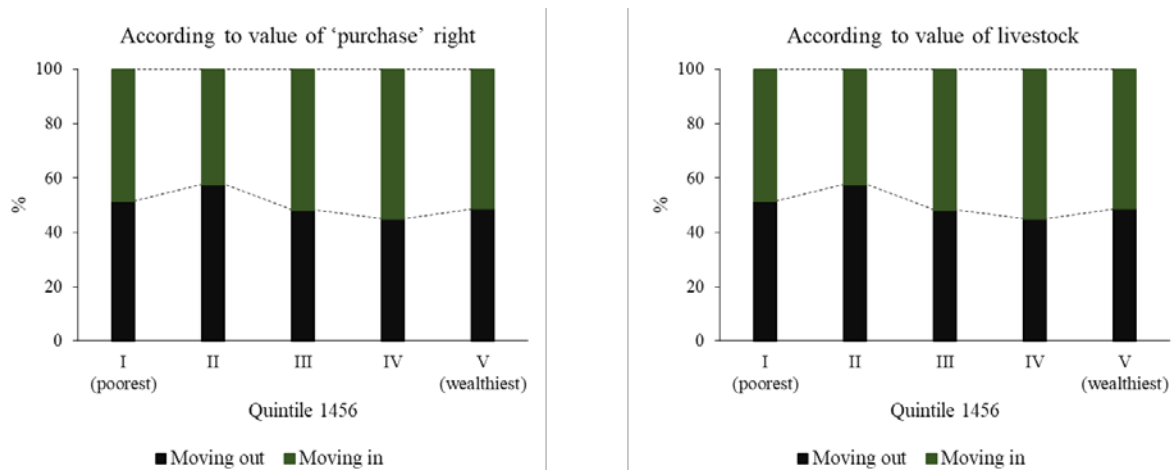 According to value of ‘purchase’ right
100
80
60
40
20
0
%
I
(poorest)
II
III
IV
V
(wealthiest)
Quintile 1456
Moving out
Moving in
According to value of livestock
100
80
60
40
20
0
%
I
(poorest)
II
III
IV
V
(wealthiest)
Quintile 1456
Moving out
Moving in